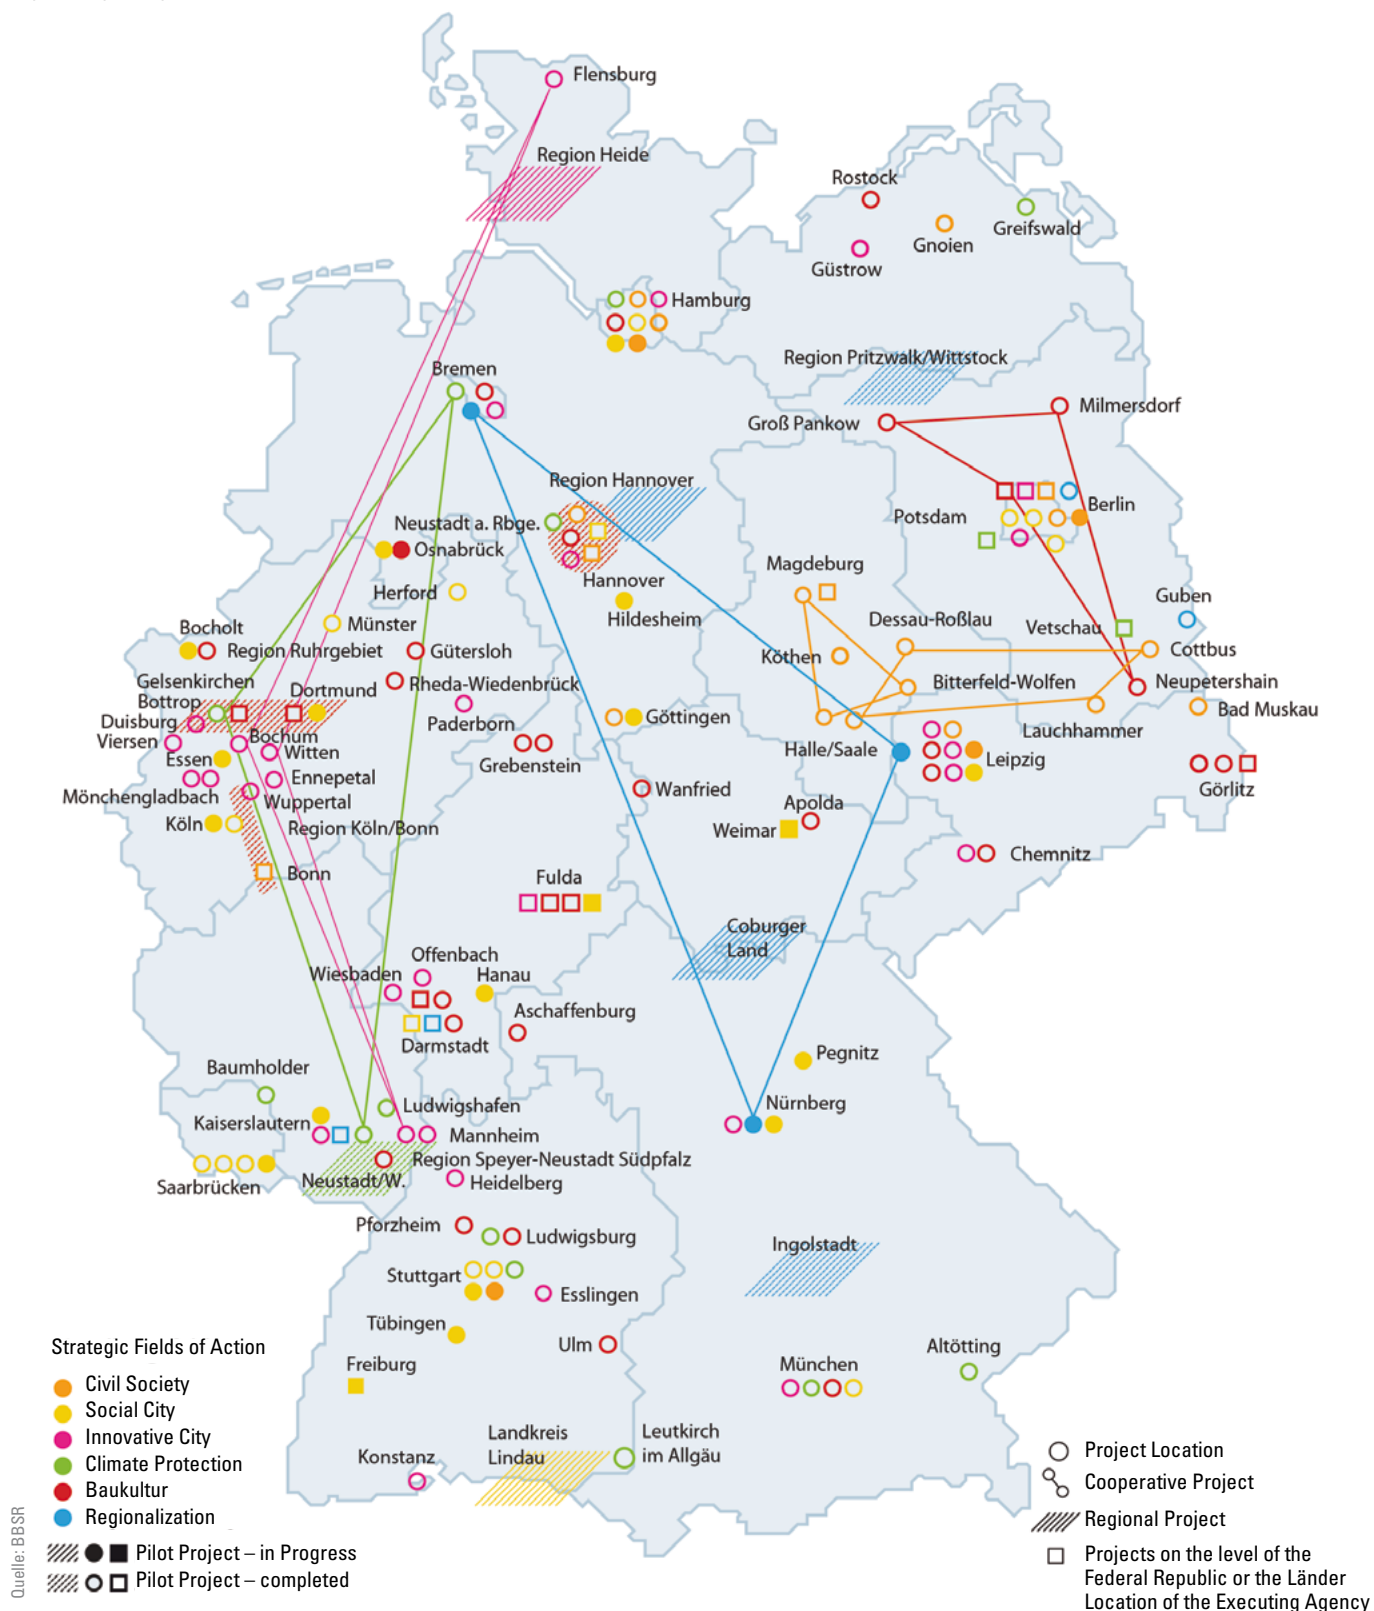 Flensburg
Region Heide
Rostock
Greifswald
Gnoien
Güstrow
Hamburg
Region Pritzwalk/Wittstock
Bremen
Milmersdorf
Groß Pankow
Region Hannover
Berlin
Potsdam
Neustadt a. Rbge.
Osnabrück
Magdeburg
Hannover
Herford
Guben
Hildesheim
Dessau-Roßlau
Münster
Vetschau
Bocholt
Region Ruhrgebiet
Gütersloh
Köthen
Cottbus
Gelsenkirchen
Dortmund
Rheda-Wiedenbrück
Bitterfeld-Wolfen
Neupetershain
Bottrop
Bad Muskau
Duisburg
Paderborn
Göttingen
Lauchhammer
Viersen
Bochum
Witten
Halle/Saale
Essen
Leipzig
Grebenstein
Ennepetal
Görlitz
Mönchengladbach
Wuppertal
Wanfried
Apolda
Köln
Region Köln/Bonn
Weimar
Chemnitz
Bonn
Fulda
Coburger
Land
Offenbach
Wiesbaden
Hanau
Aschaffenburg
Darmstadt
Pegnitz
Baumholder
Ludwigshafen
Nürnberg
Kaiserslautern
Mannheim
Region Speyer-Neustadt Südpfalz
Saarbrücken
Neustadt/W.
Heidelberg
Pforzheim
Ludwigsburg
Ingolstadt
Stuttgart
Esslingen
Tübingen
Ulm
Altötting
Freiburg
München
Landkreis
Lindau
Leutkirch
im Allgäu
Konstanz
Strategic Fields of Action
Civil Society
Social City
Innovative City
Climate Protection
Baukultur
Regionalization
Pilot Project – in Progress
Pilot Project – completed
Project Location
Cooperative Project
Regional Project
Projects on the level of the
Federal Republic or the Länder
Location of the Executing Agency
Quelle: BBSR